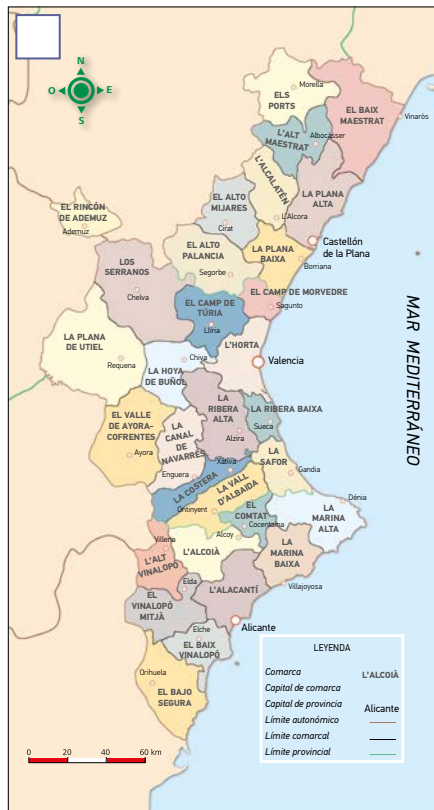 N
O
E
S
Morella
ELS
PORTS
EL BAIX
MAESTRAT
Vinaròs
L'ALT
MAESTRAT
Albocàsser
L'ALCALATÉN
L'Alcora
LA PLANA
ALTA
EL RINCÓN
DE ADEMUZ
Ademuz
EL ALTO
MIJARES
Cirat
Castellón
de la Plana
EL ALTO
PALANCIA
Segorbe
LA PLANA
BAIXA
Borriana
LOS
SERRANOS
Chelva
EL CAMP DE MORVEDRE
Sagunto
EL CAMP DE
TÚRIA
Llíria
MAR MEDITERRÁNEO
LA PLANA
DE UTIEL
Requena
L'HORTA
Valencia
Chiva
LA HOYA
DE BUÑOL
LA
RIBERA
ALTA
Alzira
LA RIBERA BAIXA
Sueca
EL VALLE
DE AYORA-
COFRENTES
Ayora
LA
CANAL
DE
NAVARRÉS
Enguera
LA
SAFOR
Gandia
Xàtiva
LA COSTERA
LA VALL
D'ALBAIDA
Ontinyent
EL
COMTAT
Cocentaina
Dénia
LA
MARINA
ALTA
Villena
L'ALT
VINALOPÓ
Alcoy
L'ALCOIÀ
LA
MARINA
BAIXA
Villajoyosa
Elda
EL
VINALOPÓ
MITJÀ
L'ALACANTÍ
Alicante
Elche
EL BAIX
VINALOPÓ
Orihuela
EL BAJO
SEGURA
0 20 40 60 km
LEYENDA
Comarca L'ALCOIÀ
Capital de comarca
Capital de provincia Alicante
Límite autonómico
Límite comarcal
Límite provincial